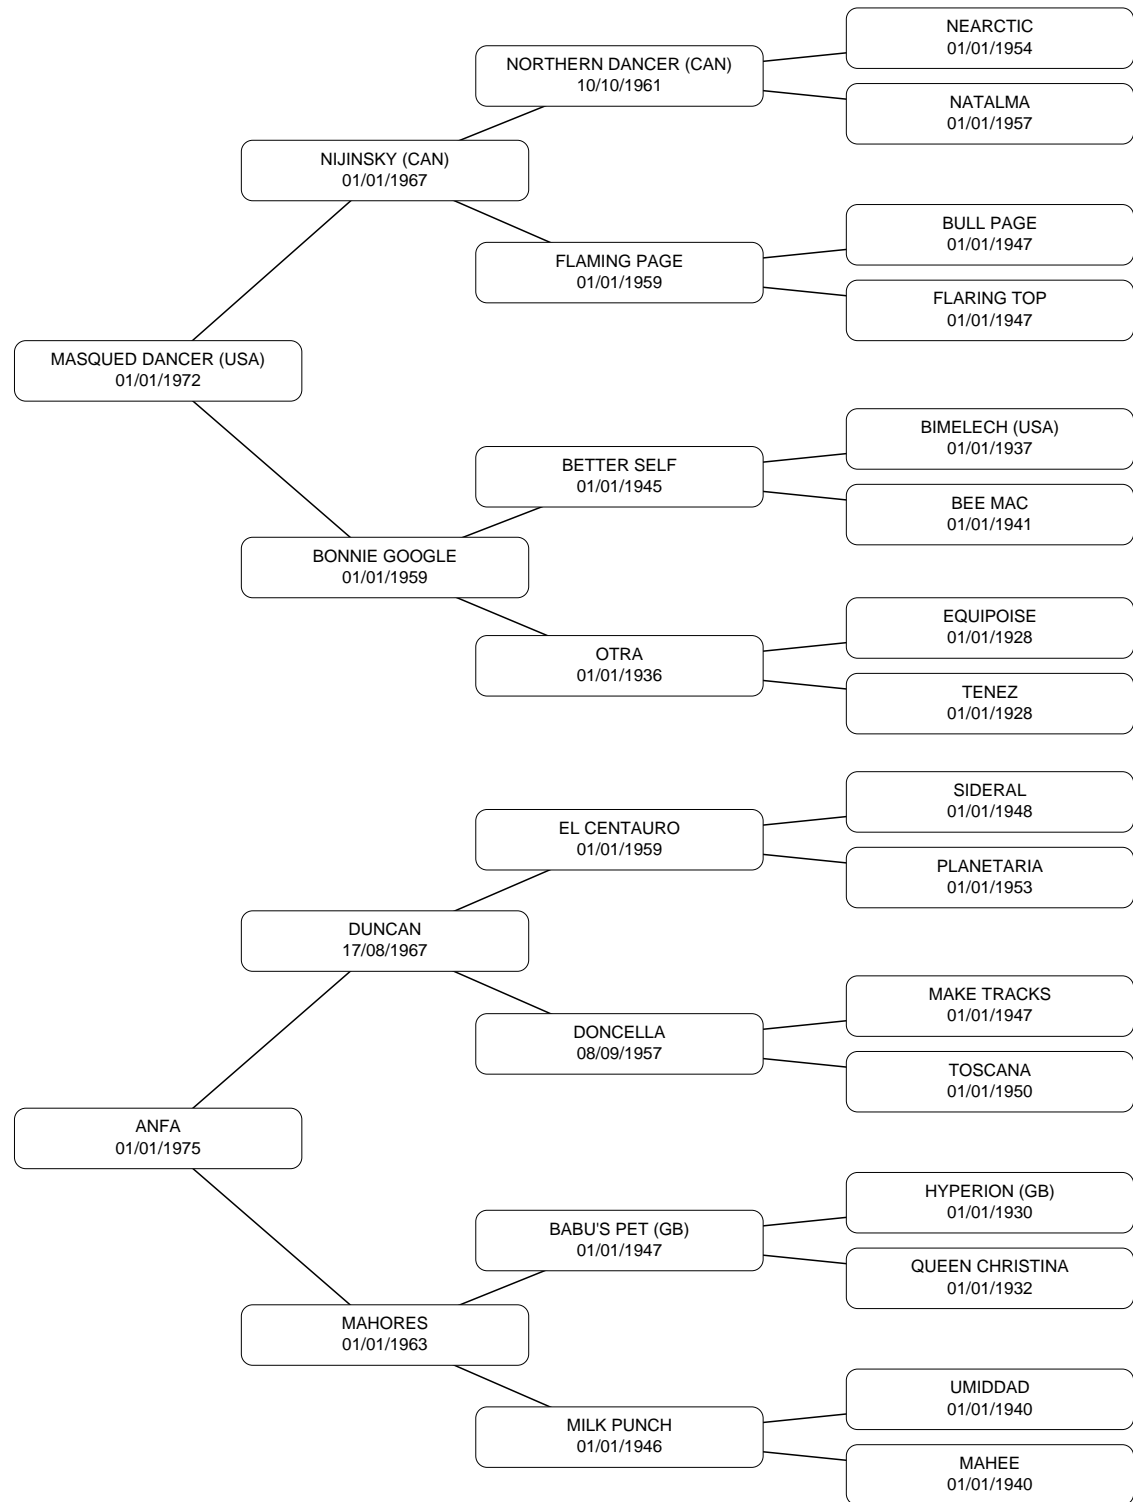 NEARCTIC
01/01/1954
NORTHERN DANCER (CAN)
10/10/1961
NATALMA
01/01/1957
NIJINSKY (CAN)
01/01/1967
BULL PAGE
01/01/1947
FLAMING PAGE
01/01/1959
FLARING TOP
01/01/1947
MASQUED DANCER (USA)
01/01/1972
BIMELECH (USA)
01/01/1937
BETTER SELF
01/01/1945
BEE MAC
01/01/1941
BONNIE GOOGLE
01/01/1959
EQUIPOISE
01/01/1928
OTRA
01/01/1936
TENEZ
01/01/1928
SIDERAL
01/01/1948
EL CENTAURO
01/01/1959
PLANETARIA
01/01/1953
DUNCAN
17/08/1967
MAKE TRACKS
01/01/1947
DONCELLA
08/09/1957
TOSCANA
01/01/1950
ANFA
01/01/1975
HYPERION (GB)
01/01/1930
BABU'S PET (GB)
01/01/1947
QUEEN CHRISTINA
01/01/1932
MAHORES
01/01/1963
UMIDDAD
01/01/1940
MILK PUNCH
01/01/1946
MAHEE
01/01/1940